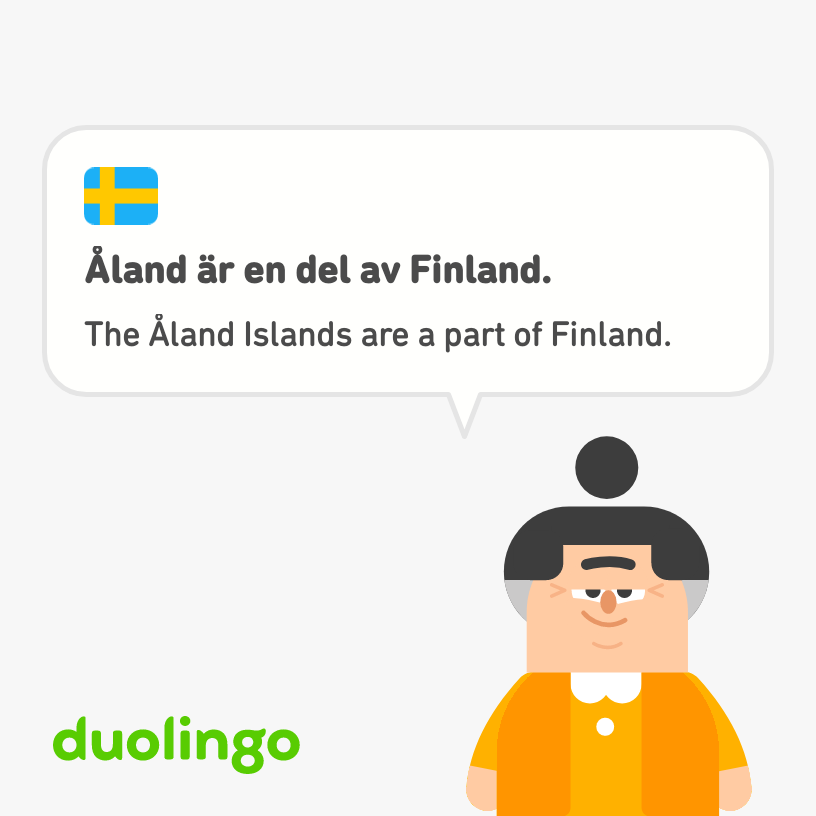 Åland är en del av Finland.
The Åland Islands are a part of Finland.
duolingo